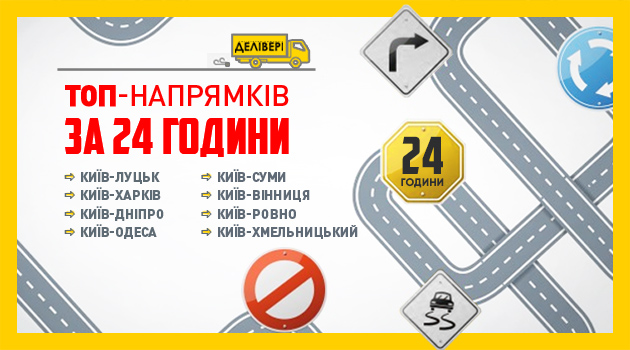 ДЕЛІВЕРІ
ТОП-НАПРЯМКІВ
ЗА 24 ГОДИНИ
КИЇВ-ЛУЦЬК
КИЇВ-ХАРКІВ
КИЇВ-ДНІПРО
КИЇВ-ОДЕСА
КИЇВ-СУМИ
КИЇВ-ВІННИЦЯ
КИЇВ-РОВНО
КИЇВ-ХМЕЛЬНИЦЬКИЙ
24
ГОДИНИ